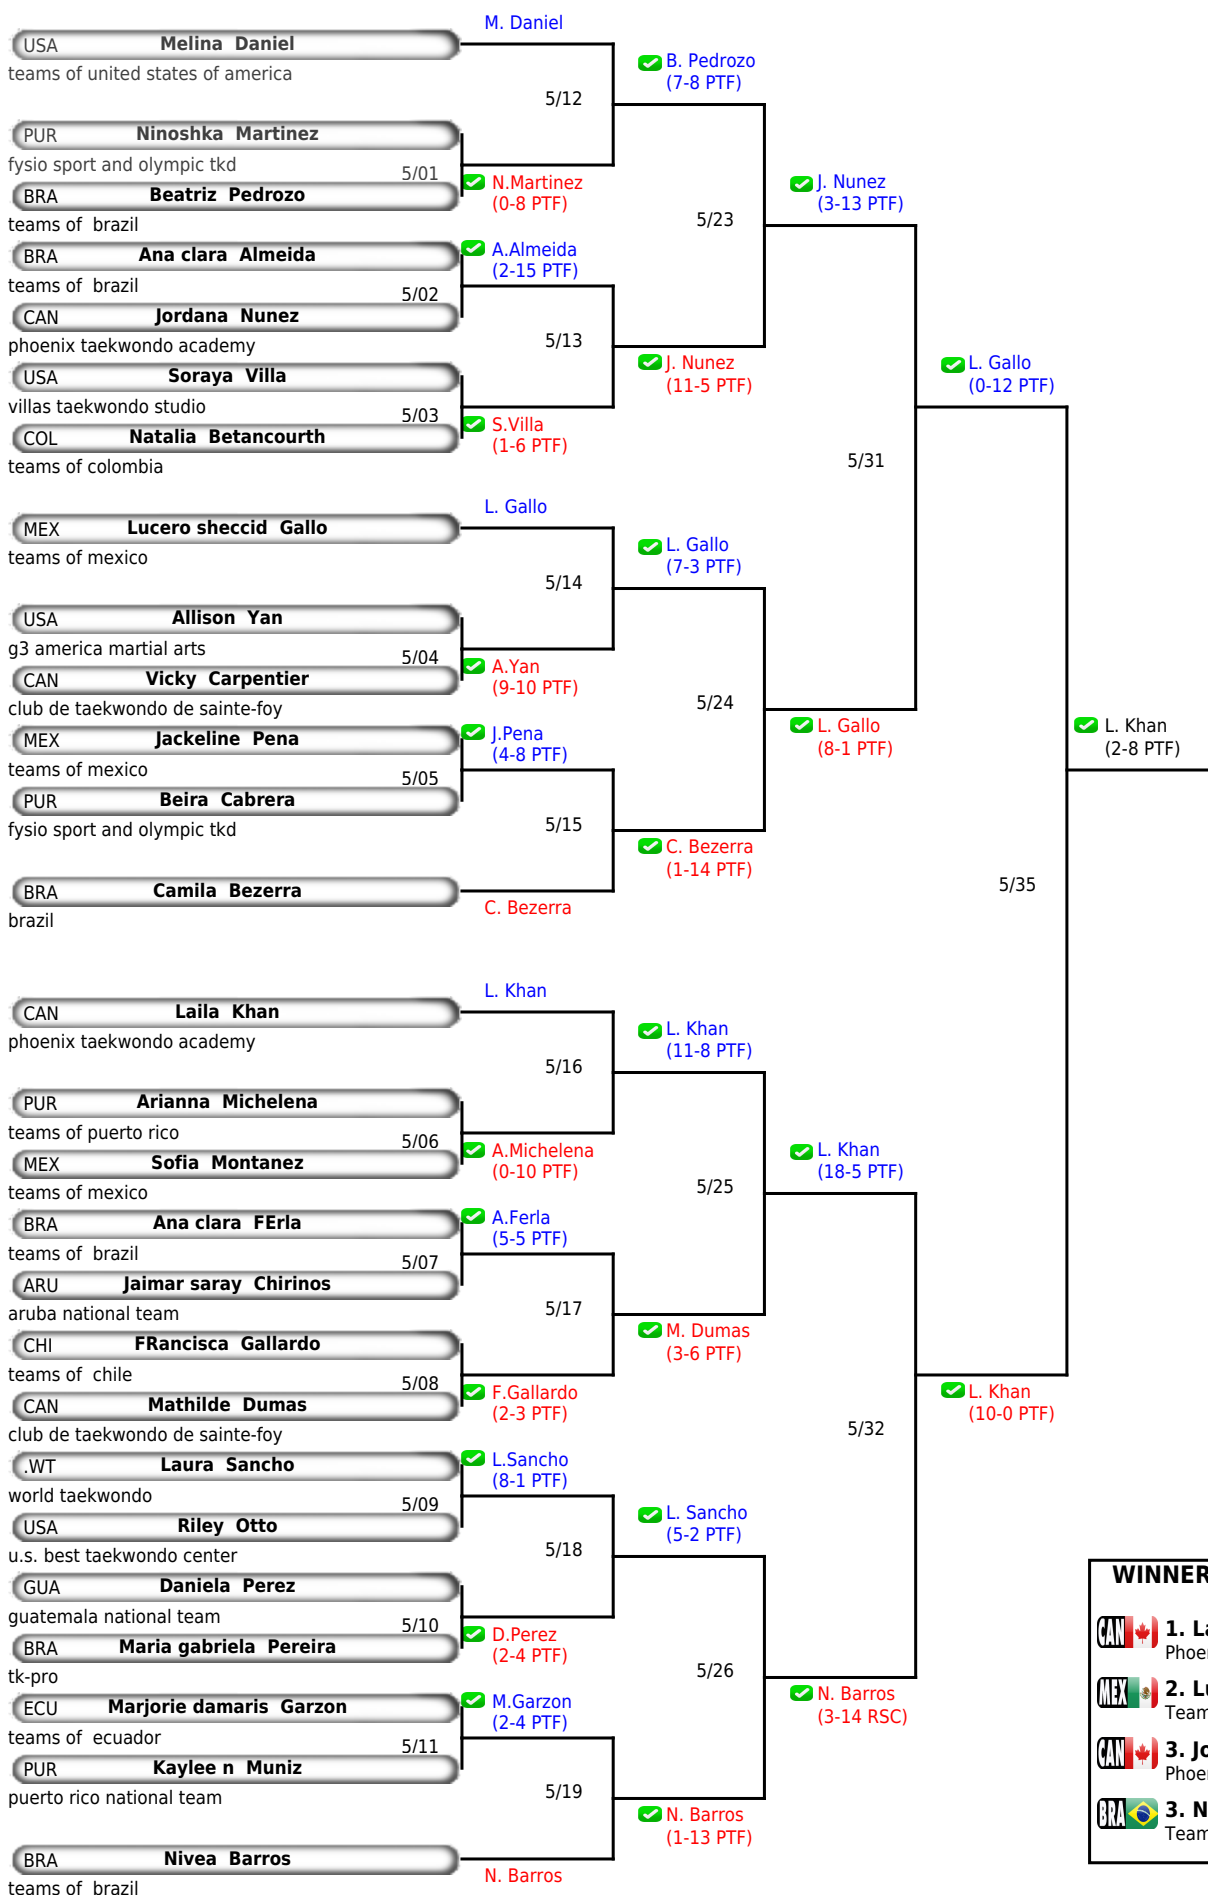 M. Daniel
USA Melina Daniel
teams of united states of america
B. Pedrozo
(7-8 PTF)
5/12
PUR Ninoshka Martinez
fysio sport and olympic tkd
5/01
BRA Beatriz Pedrozo
teams of brazil
N.Martinez
(0-8 PTF)
J. Nunez
(3-13 PTF)
5/23
BRA Ana clara Almeida
teams of brazil
A.Almeida
(2-15 PTF)
5/02
CAN Jordana Nunez
phoenix taekwondo academy
5/13
J. Nunez
(11-5 PTF)
L. Gallo
(0-12 PTF)
USA Soraya Villa
villas taekwondo studio
5/03
COL Natalia Betancourth
teams of colombia
S.Villa
(1-6 PTF)
5/31
L. Gallo
MEX Lucero sheccid Gallo
teams of mexico
L. Gallo
(7-3 PTF)
5/14
USA Allison Yan
g3 america martial arts
5/04
CAN Vicky Carpentier
club de taekwondo de sainte-foy
A.Yan
(9-10 PTF)
5/24
L. Gallo
(8-1 PTF)
L. Khan
(2-8 PTF)
MEX Jackeline Pena
teams of mexico
J.Pena
(4-8 PTF)
5/05
PUR Beira Cabrera
fysio sport and olympic tkd
5/15
C. Bezerra
(1-14 PTF)
5/35
BRA Camila Bezerra
brazil
C. Bezerra
L. Khan
CAN Laila Khan
phoenix taekwondo academy
L. Khan
(11-8 PTF)
5/16
PUR Arianna Michelena
teams of puerto rico
5/06
MEX Sofia Montanez
teams of mexico
A.Michelena
(0-10 PTF)
L. Khan
(18-5 PTF)
5/25
BRA Ana clara FErla
teams of brazil
A.Ferla
(5-5 PTF)
5/07
ARU Jaimar saray Chirinos
aruba national team
5/17
M. Dumas
(3-6 PTF)
CHI FRancisca Gallardo
teams of chile
5/08
CAN Mathilde Dumas
club de taekwondo de sainte-foy
F.Gallardo
(2-3 PTF)
L. Khan
(10-0 PTF)
5/32
.WT Laura Sancho
world taekwondo
L.Sancho
(8-1 PTF)
5/09
USA Riley Otto
u.s. best taekwondo center
L. Sancho
(5-2 PTF)
5/18
GUA Daniela Perez
guatemala national team
5/10
BRA Maria gabriela Pereira
tk-pro
D.Perez
(2-4 PTF)
5/26
N. Barros
(3-14 RSC)
ECU Marjorie damaris Garzon
teams of ecuador
M.Garzon
(2-4 PTF)
5/11
PUR Kaylee n Muniz
puerto rico national team
5/19
N. Barros
(1-13 PTF)
BRA Nivea Barros
teams of brazil
N. Barros
WINNER
CAN 1. La
Phoen
MEX 2. Lu
Team
CAN 3. Jo
Phoen
BRA 3. N
Team